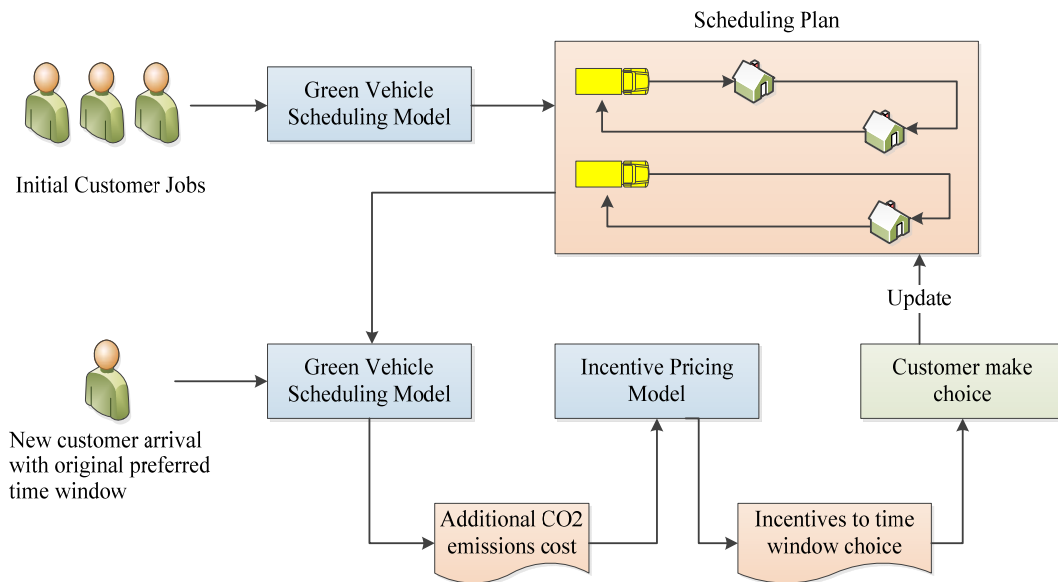 Scheduling Plan
Green Vehicle
Scheduling Model
Initial Customer Jobs
Update
Green Vehicle
Scheduling Model
Incentive Pricing
Model
Customer make
choice
New customer arrival
with original preferred
time window
Additional CO2
emissions cost
Incentives to time
window choice